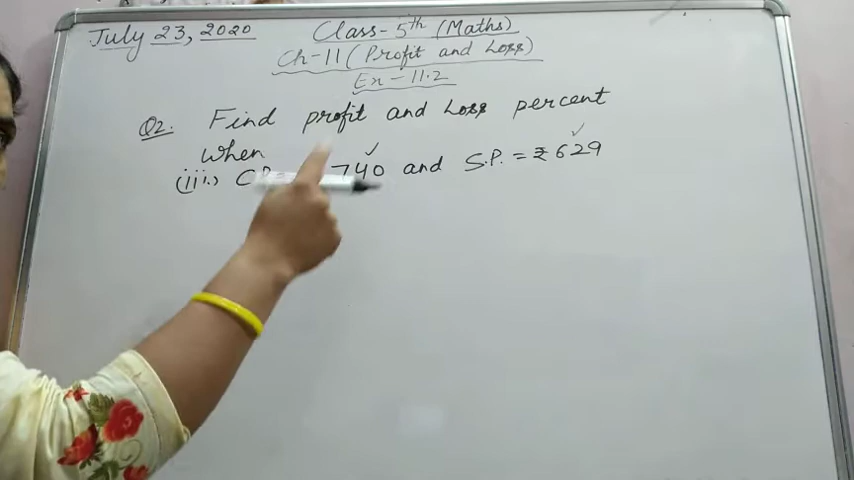 July 23, 2020
Class-5th (Maths)
Ch-11 (Profit and Loss)
Ex-11.2
Q2. Find profit and Loss percent
when
(iii) C.P. 740 and S.P. = ₹629